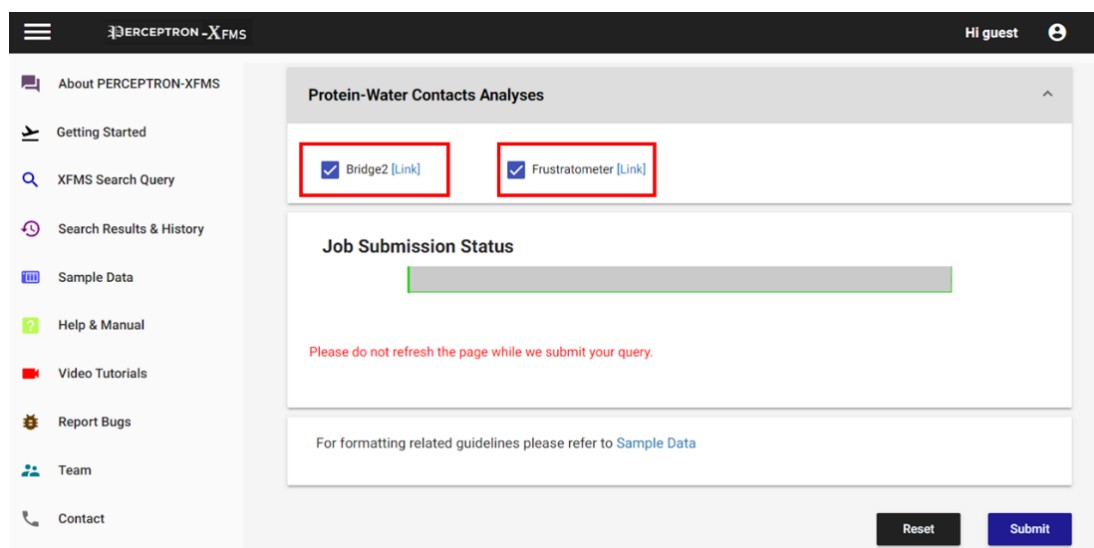 PERCEPTRON-XFMS
Hi guest
About PERCEPTRON-XFMS
Getting Started
XFMS Search Query
Search Results & History
Sample Data
Help & Manual
Video Tutorials
Report Bugs
Team
Contact
Protein-Water Contacts Analyses
Bridge2 [Link] Frustratometer [Link]
Job Submission Status
Please do not refresh the page while we submit your query.
For formatting related guidelines please refer to Sample Data
Reset Submit